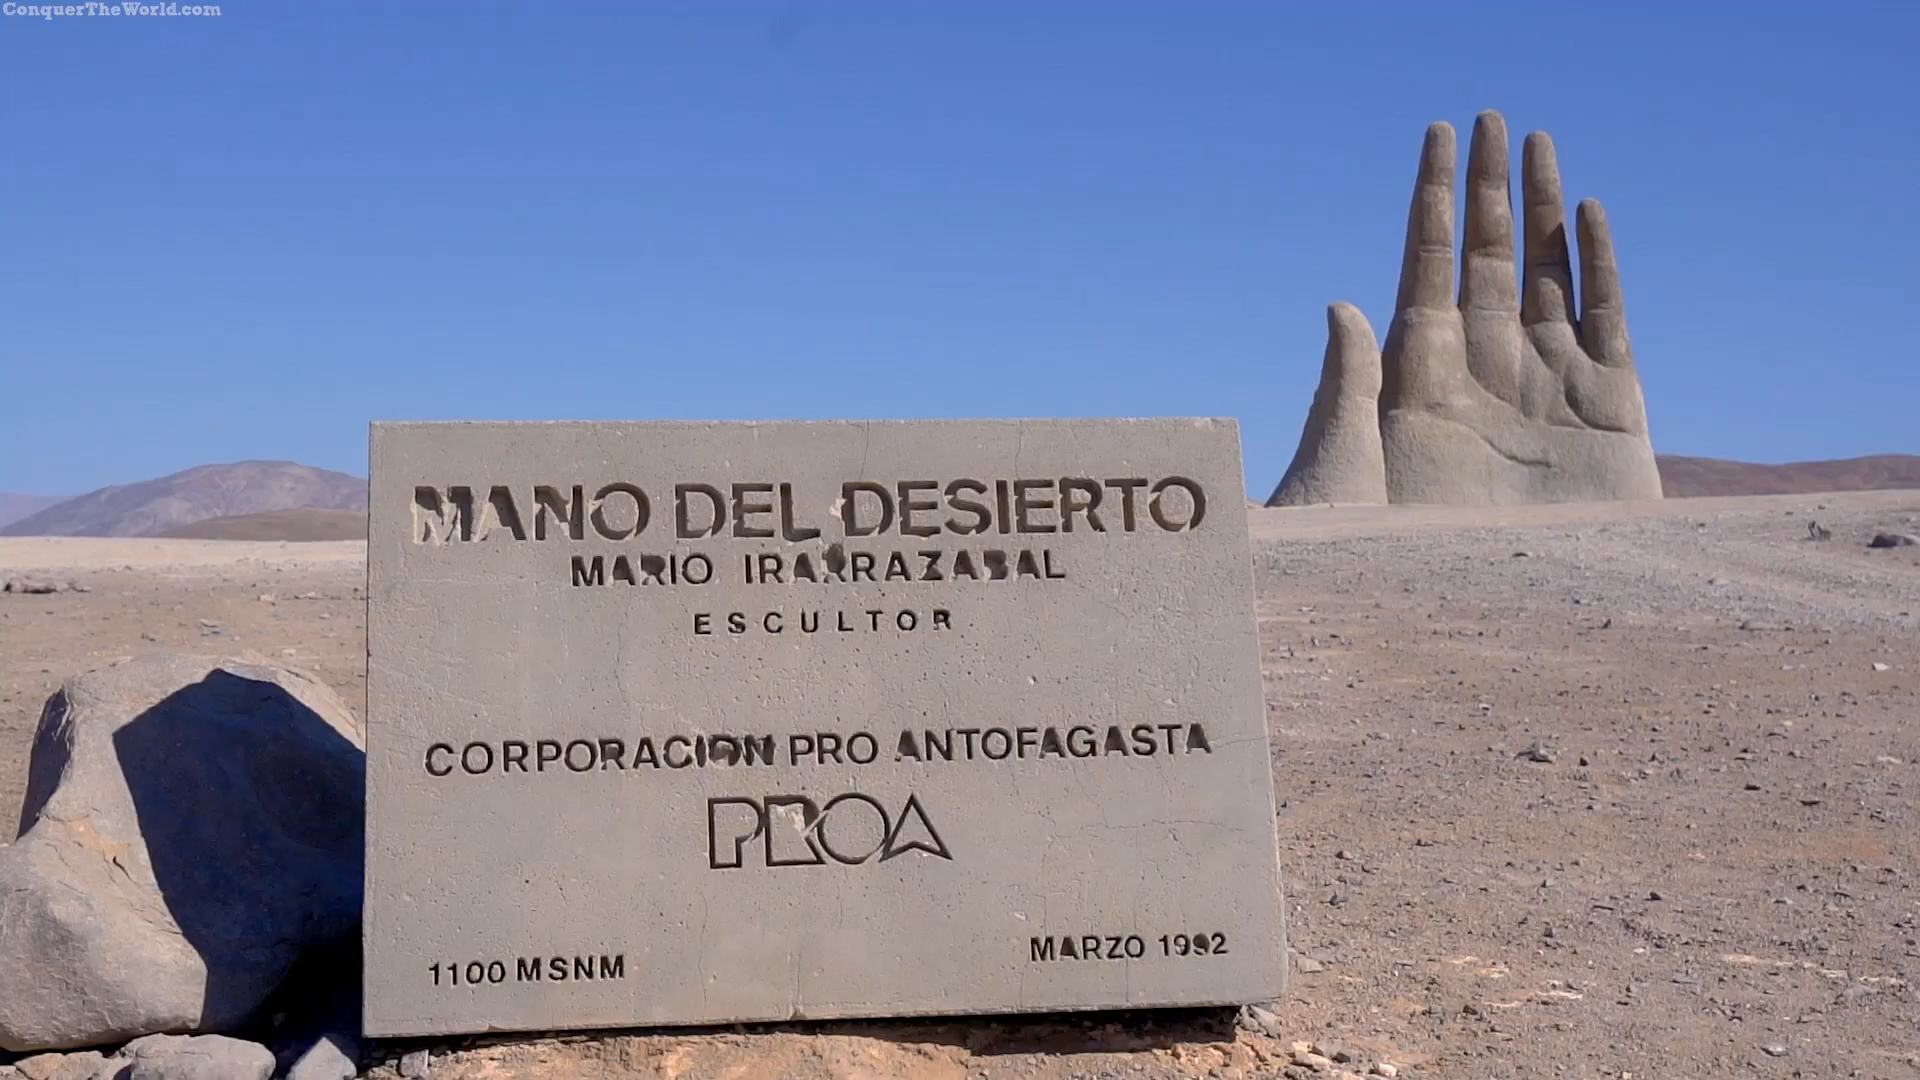 ConquerTheWorld.com
MANO DEL DESIERTO
MARIO IRARRAZABAL
ESCULTOR
CORPORACION PRO ANTOFAGASTA
PROA
1100 MSNM
MARZO 1992